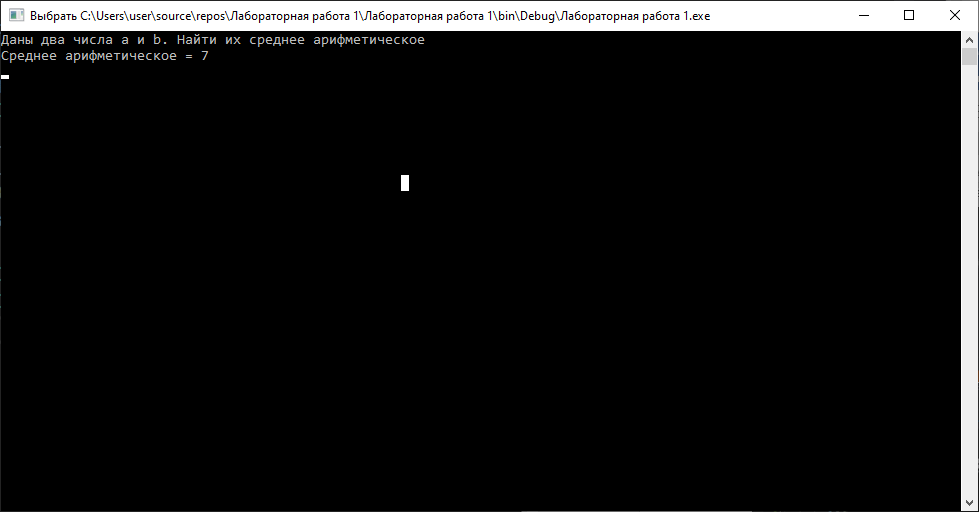 Выбрать C:\Users\user\source\repos\Лабораторная работа 1\Лабораторная работа 1\bin\Debug\Лабораторная работа 1.exe
Даны два числа a и b. Найти их среднее арифметическое
Среднее арифметическое = 7